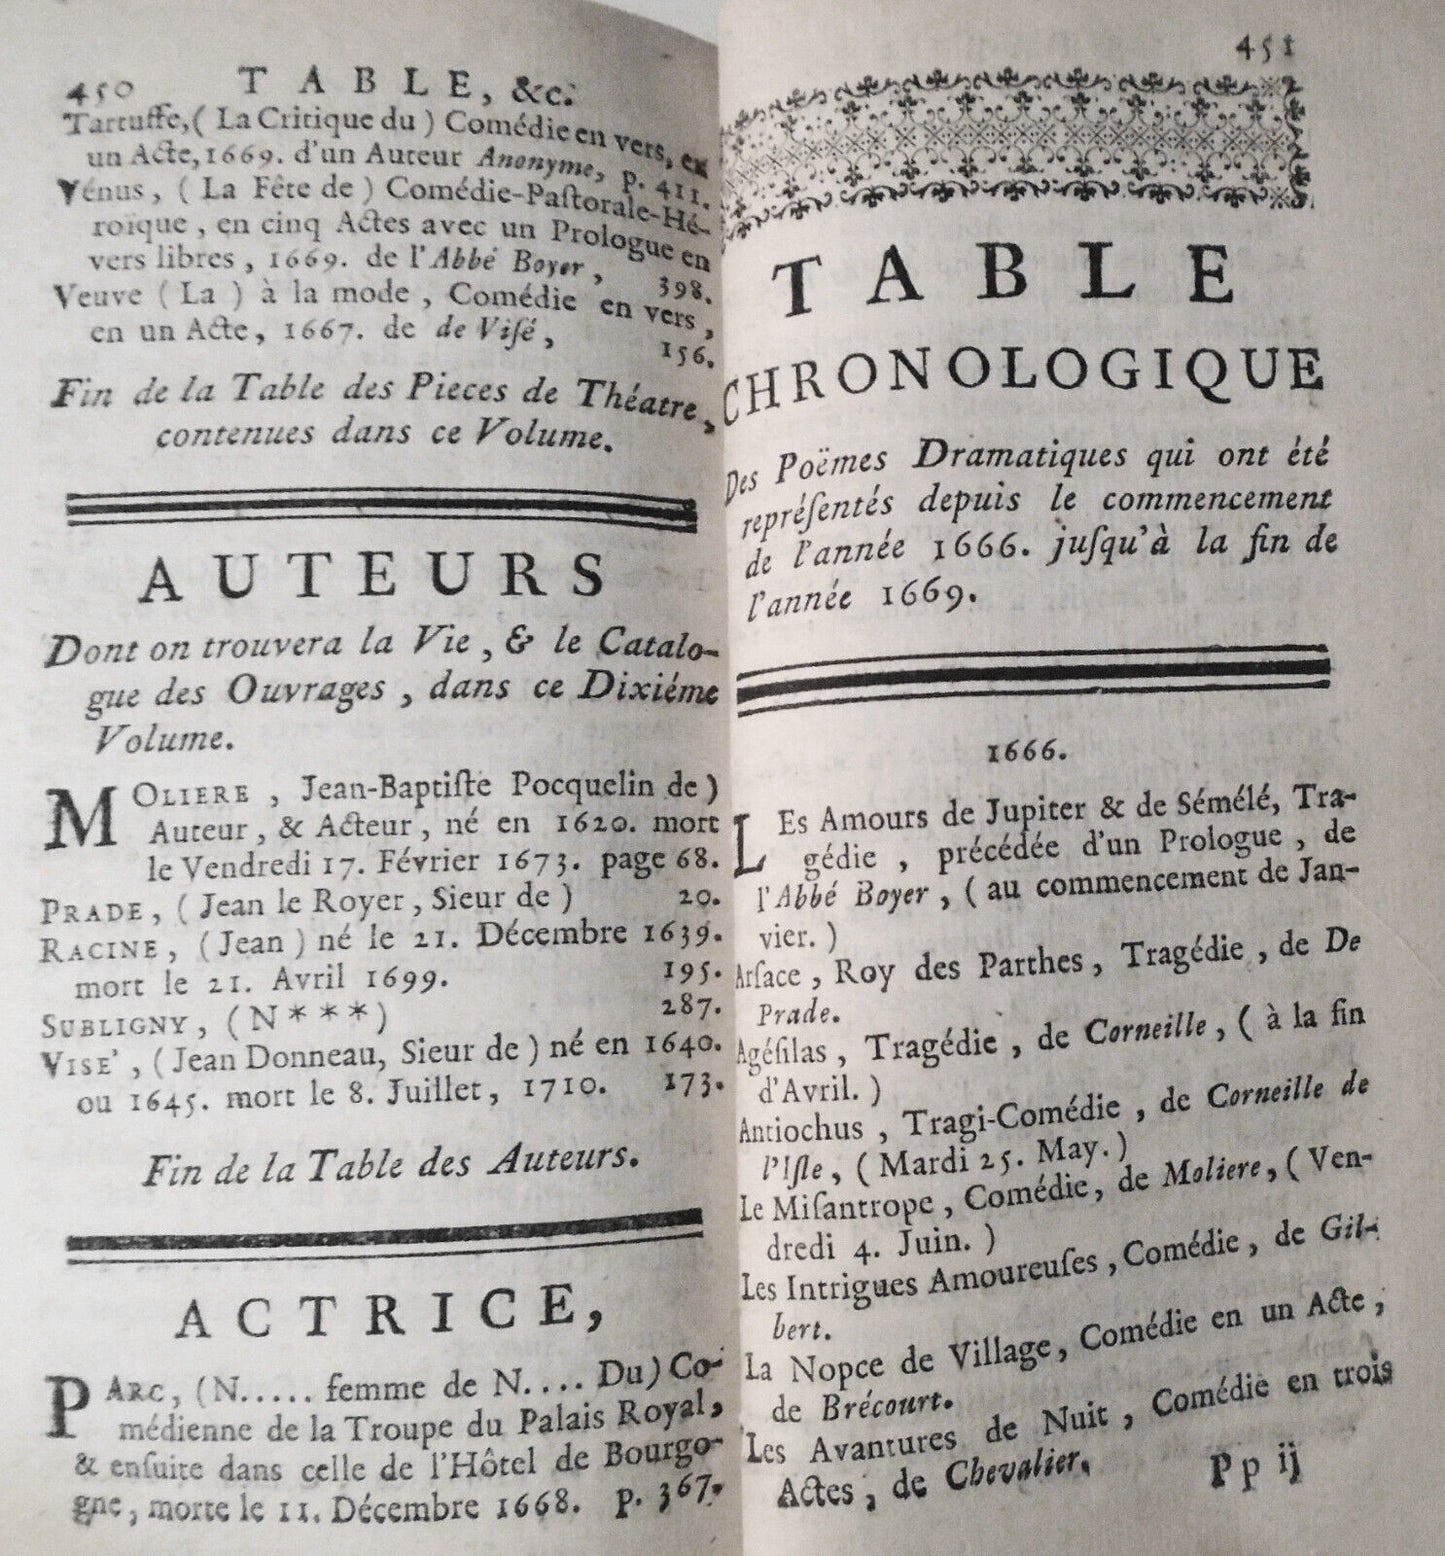 450 TABLE, &c.
Tartuffe, ( La Critique du ) Comédie en vers, en
un Acte, 1669. d'un Auteur Anonyme, p. 411.
Vénus, ( La Fête de ) Comédie-Paſtorale-Hé-
roïque, en cinq Actes avec un Prologue en
vers libres, 1669. de l'Abbé Boyer, 398.
Veuve ( La ) à la mode, Comédie en vers,
en un Acte, 1667. de de Viſé, 156.
Fin de la Table des Pieces de Théatre,
contenues dans ce Volume.
AUTEURS
Dont on trouvera la Vie, & le Catalo-
gue des Ouvrages, dans ce Dixiéme
Volume.
MOLIERE, Jean-Baptiſte Pocquelin de )
Auteur, & Acteur, né en 1620. mort
le Vendredi 17. Février 1673. page 68.
PRADE, ( Jean le Royer, Sieur de ) 20.
RACINE, ( Jean ) né le 21. Décembre 1639.
mort le 21. Avril 1699. 195.
SUBLIGNY, ( N * * * ) 287.
VISE', ( Jean Donneau, Sieur de ) né en 1640.
ou 1645. mort le 8. Juillet, 1710. 173.
Fin de la Table des Auteurs.
ACTRICE,
PARC, (N..... femme de N.... Du) Co-
médienne de la Troupe du Palais Royal,
& enſuite dans celle de l'Hôtel de Bourgo-
gne, morte le 11. Décembre 1668. p. 367.
451
TABLE
CHRONOLOGIQUE
Des Poëmes Dramatiques qui ont été
repréſentés depuis le commencement
de l'année 1666. juſqu'à la fin de
l'année 1669.
1666.
LEs Amours de Jupiter & de Sémélé, Tra-
gédie, précédée d'un Prologue, de
l'Abbé Boyer, ( au commencement de Jan-
vier. )
Arſace, Roy des Parthes, Tragédie, de De
Prade.
Agéſilas, Tragédie, de Corneille, ( à la fin
d'Avril. )
Antiochus, Tragi-Comédie, de Corneille de
l'Iſle, ( Mardi 25. May. )
Le Miſantrope, Comédie, de Moliere, ( Ven-
dredi 4. Juin. )
Les Intrigues Amoureuſes, Comédie, de Gil-
bert.
La Nopce de Village, Comédie en un Acte,
de Brécourt.
Les Avantures de Nuit, Comédie en trois
Actes, de Chevalier.
Pp ij